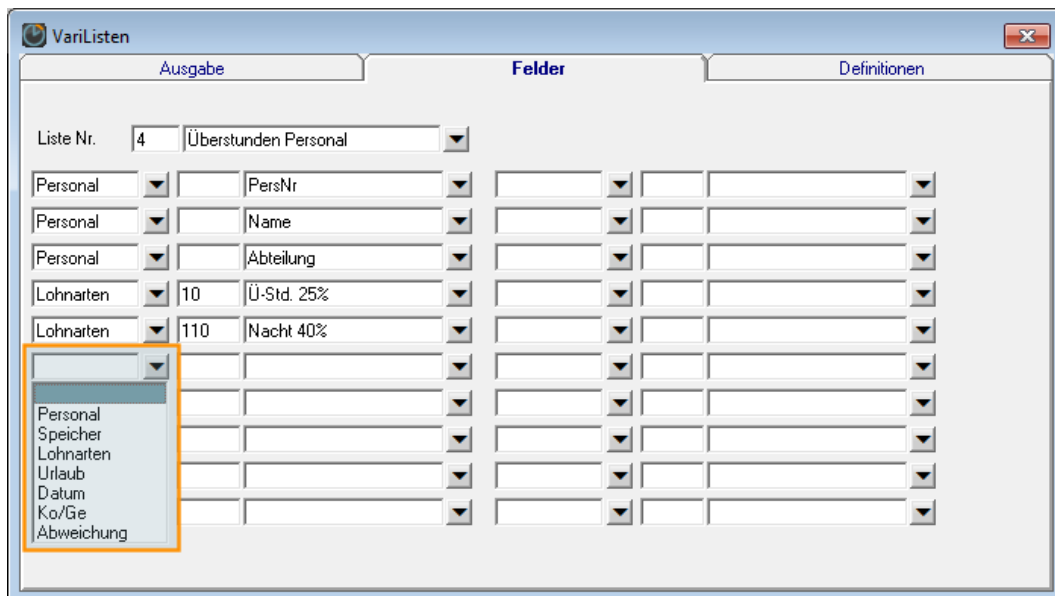 VariListen
Ausgabe Felder Definitionen
Liste Nr. 4 Überstunden Personal
Personal PersNr
Personal Name
Personal Abteilung
Lohnarten 10 Ü-Std. 25%
Lohnarten 110 Nacht 40%
Personal
Speicher
Lohnarten
Urlaub
Datum
Ko/Ge
Abweichung